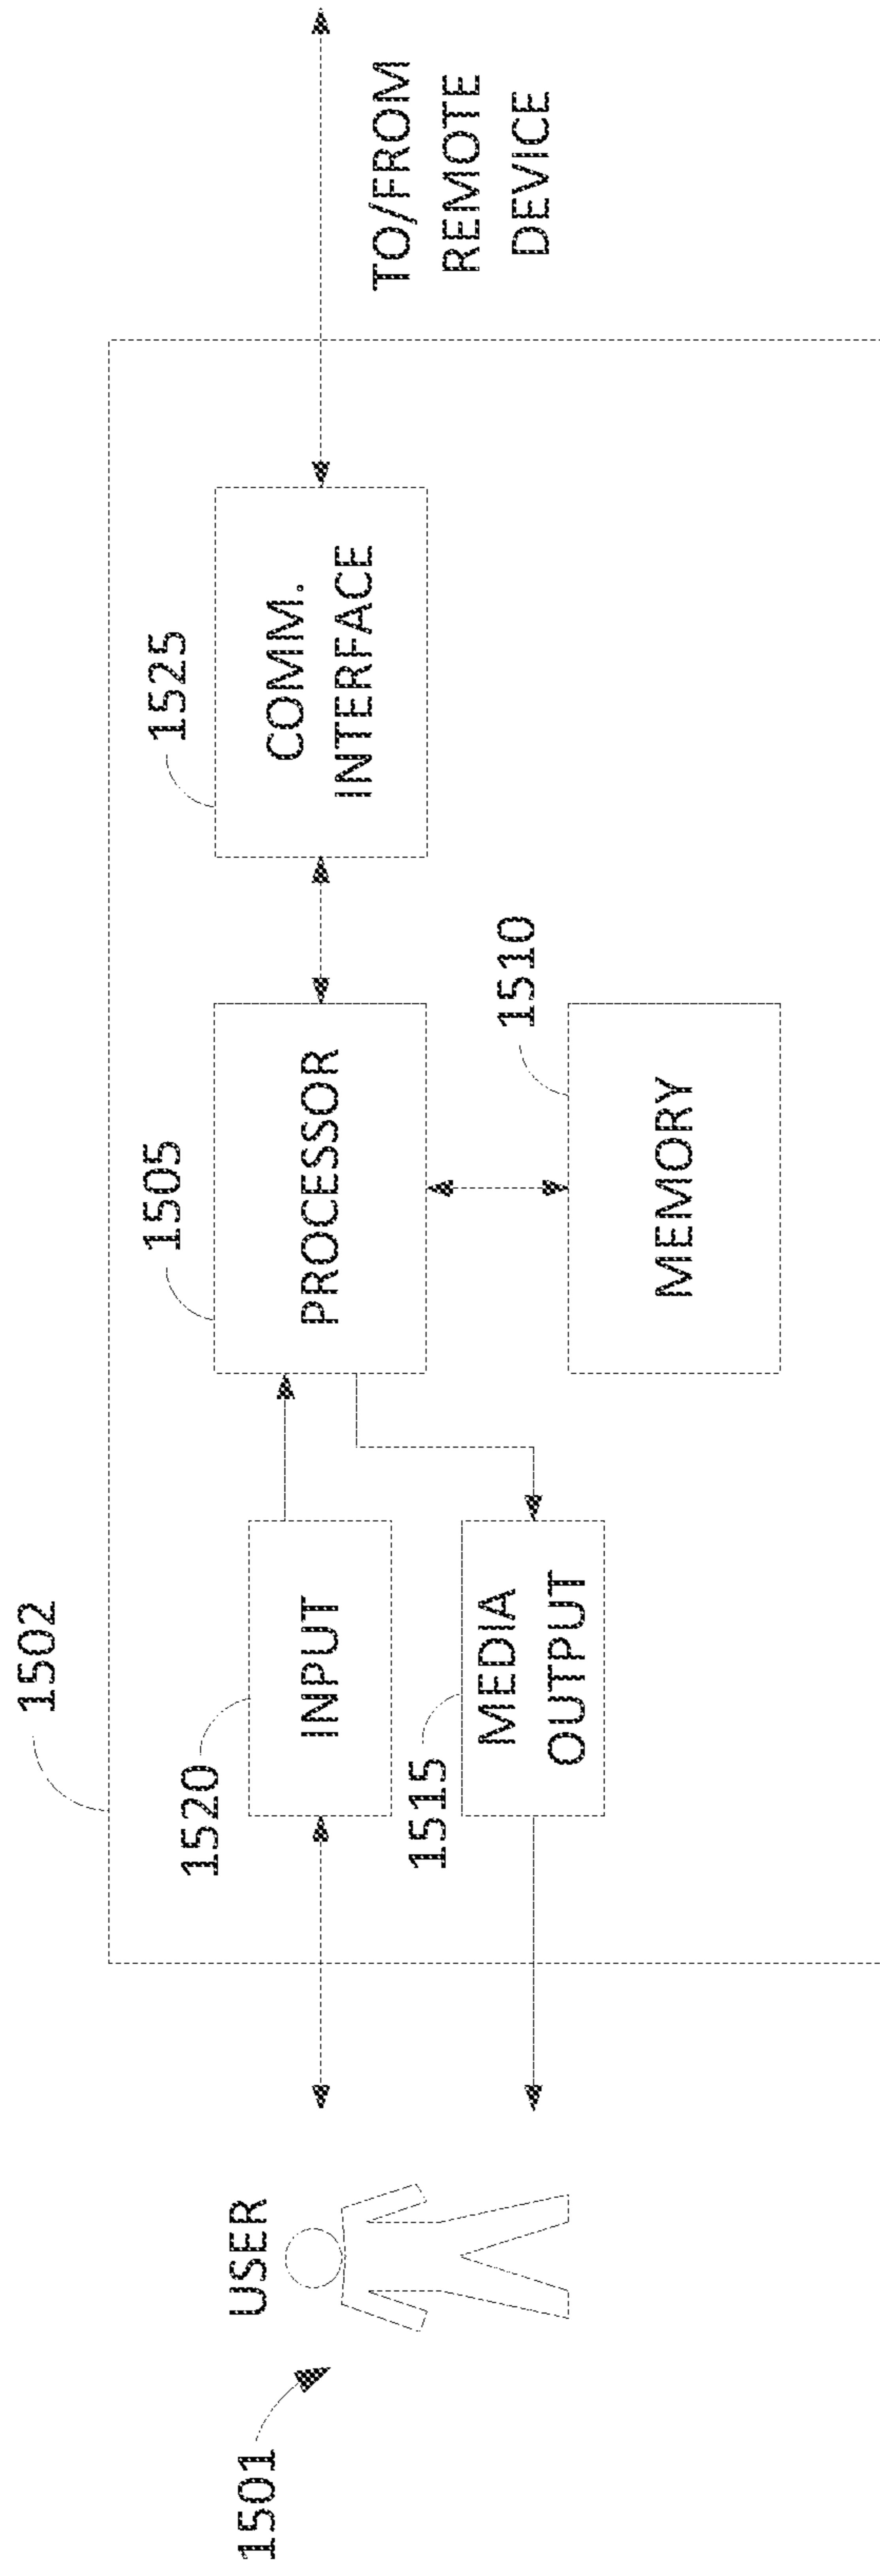 1502
1525
TO/FROM
REMOTE
DEVICE
COMM.
INTERFACE
1505
PROCESSOR
1510
MEMORY
1520
INPUT
1515
MEDIA
OUTPUT
USER
1501